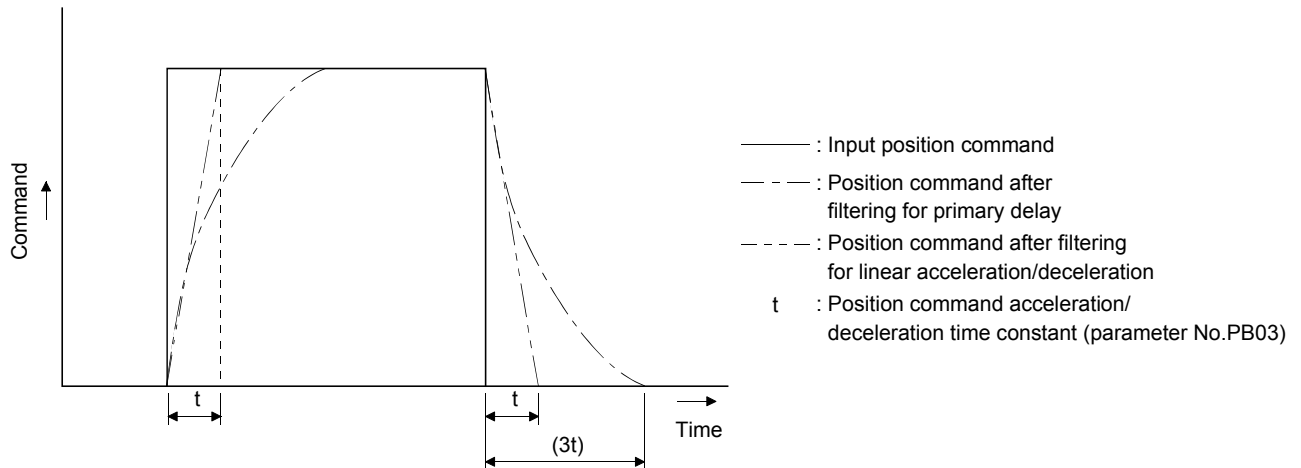 Command
t
t
(3t)
Time
: Input position command
: Position command after
filtering for primary delay
: Position command after filtering
for linear acceleration/deceleration
t : Position command acceleration/
deceleration time constant (parameter No.PB03)